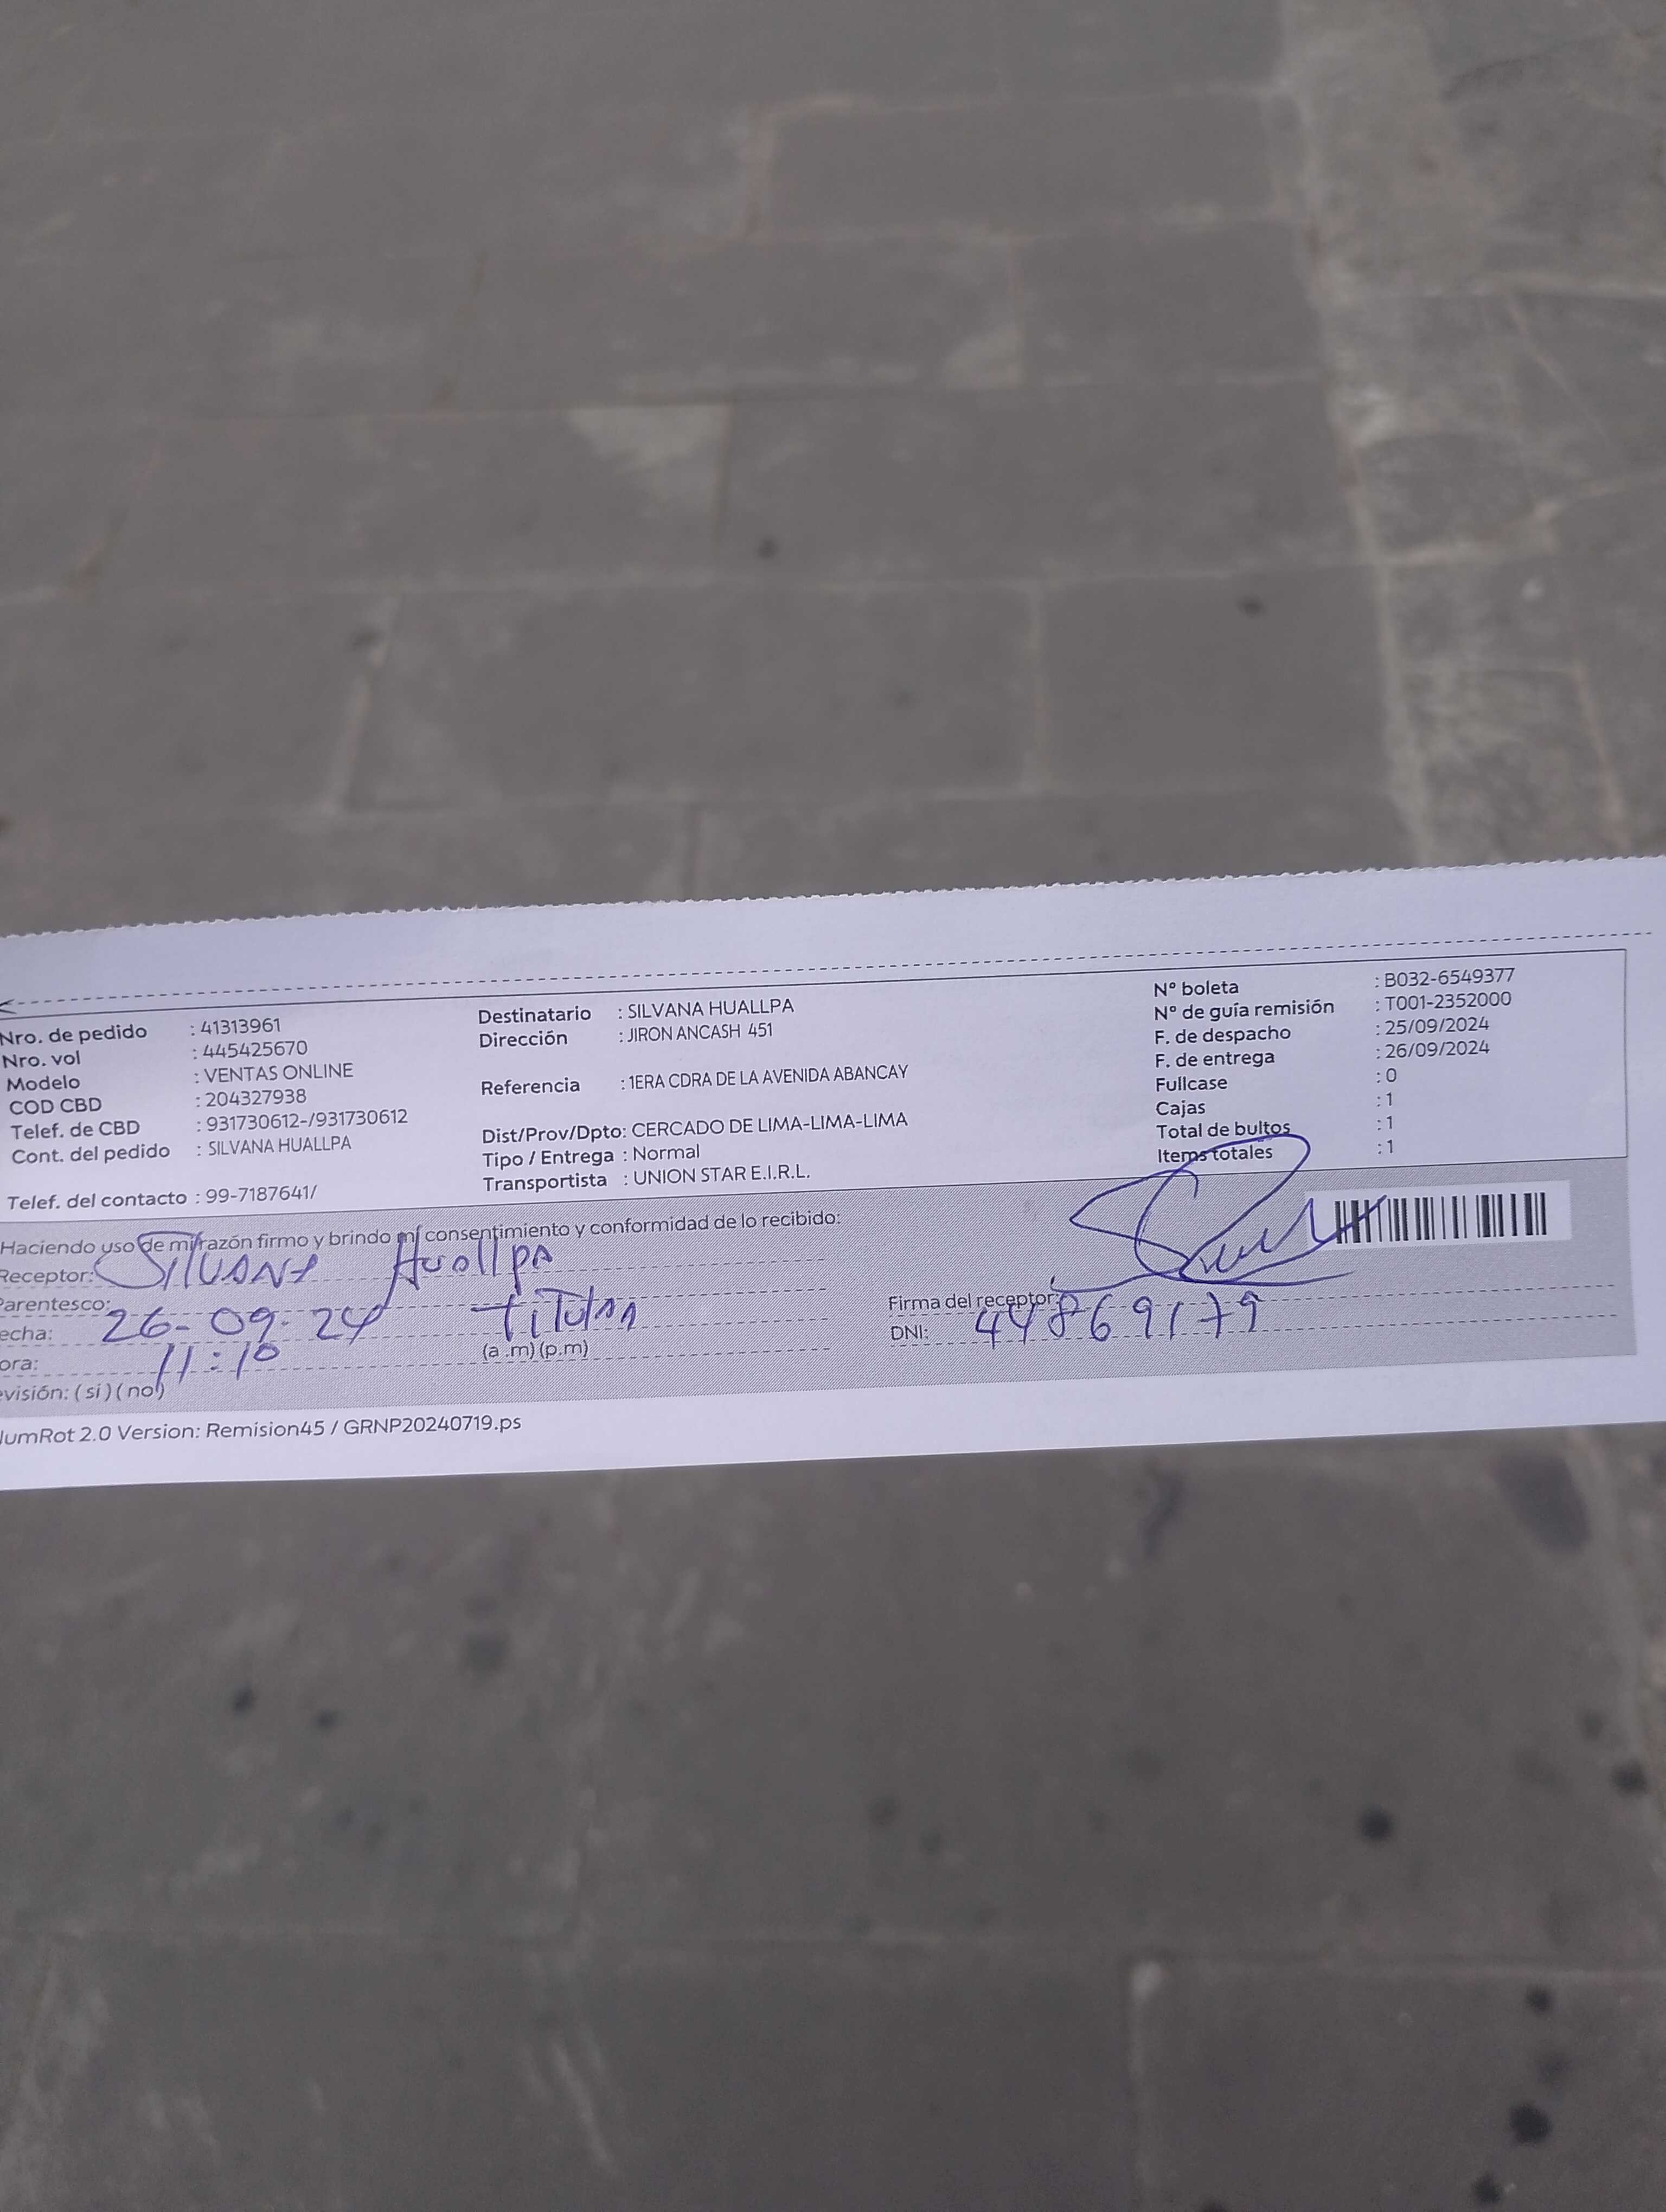 Nro. de pedido : 41313961
Nro. vol : 445425670
Modelo : VENTAS ONLINE
COD CBD : 204327938
Telef. de CBD : 931730612-/931730612
Cont. del pedido : SILVANA HUALLPA
Telef. del contacto : 99-7187641/
Destinatario : SILVANA HUALLPA
Dirección : JIRON ANCASH 451
Referencia : 1ERA CDRA DE LA AVENIDA ABANCAY
Dist/Prov/Dpto: CERCADO DE LIMA-LIMA-LIMA
Tipo / Entrega : Normal
Transportista : UNION STAR E.I.R.L.
N° boleta : B032-6549377
N° de guía remisión : T001-2352000
F. de despacho : 25/09/2024
F. de entrega : 26/09/2024
Fullcase : 0
Cajas : 1
Total de bultos : 1
Items totales : 1
Haciendo uso de mi razón firmo y brindo mi consentimiento y conformidad de lo recibido:
Receptor: Silvana Huallpa
Parentesco: titular
echa: 26-09-24
ora: 11:10 (a .m) (p.m)
evisión: ( si ) ( no )
Firma del receptor:
DNI: 44869179
umRot 2.0 Version: Remision45 / GRNP20240719.ps